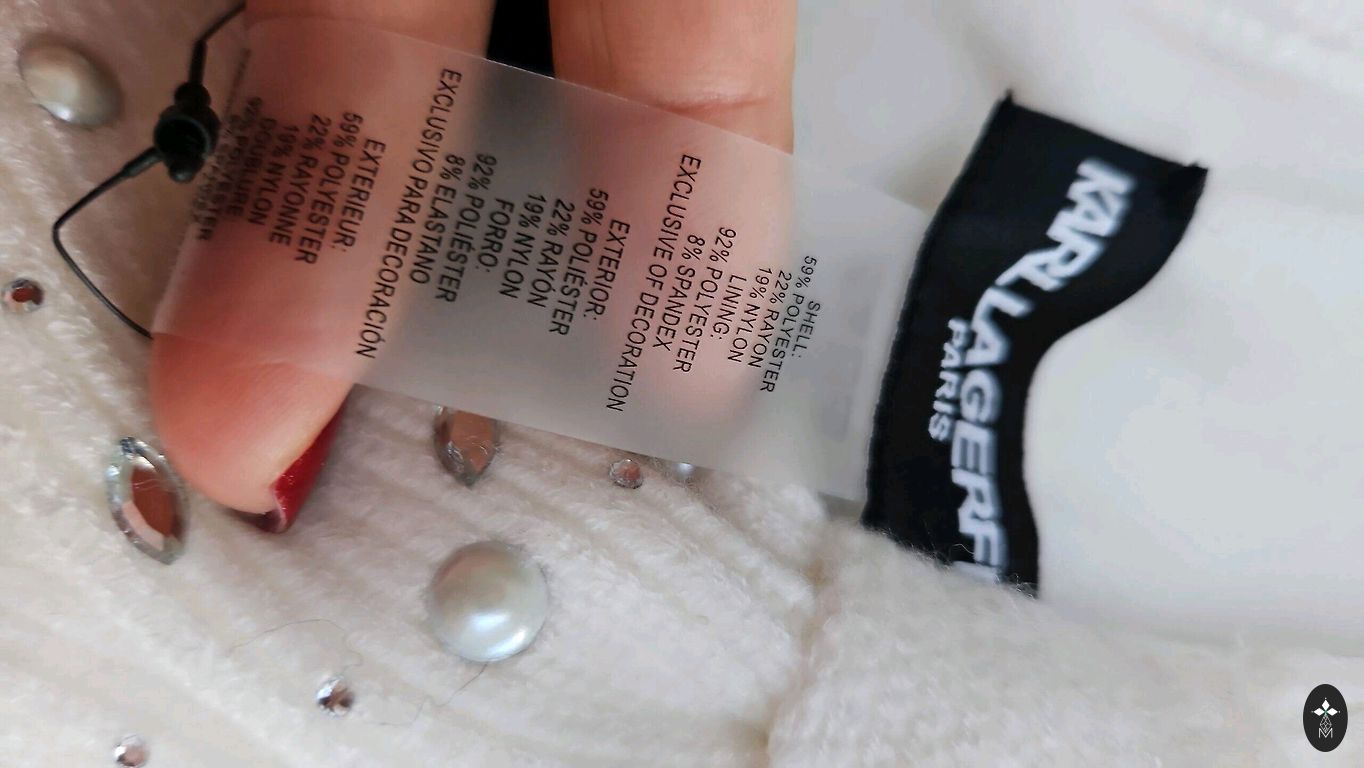 KARL LAGERFE
PARIS
SHELL:
59% POLYESTER
22% RAYON
19% NYLON
LINING:
92% POLYESTER
8% SPANDEX
EXCLUSIVE OF DECORATION
EXTERIOR:
59% POLIÉSTER
22% RAYÓN
19% NYLON
FORRO:
92% POLIÉSTER
8% ELASTANO
EXCLUSIVO PARA DECORACIÓN
EXTERIEUR:
59% POLYESTER
22% RAYONNE
19% NYLON
DOUBLURE
M